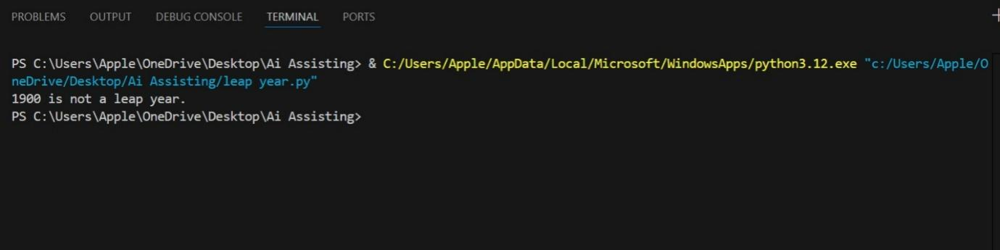 PROBLEMS OUTPUT DEBUG CONSOLE TERMINAL PORTS
PS C:\Users\Apple\OneDrive\Desktop\Ai Assisting> & C:/Users/Apple/AppData/Local/Microsoft/WindowsApps/python3.12.exe "c:/Users/Apple/O
neDrive/Desktop/Ai Assisting/leap year.py"
1900 is not a leap year.
PS C:\Users\Apple\OneDrive\Desktop\Ai Assisting>